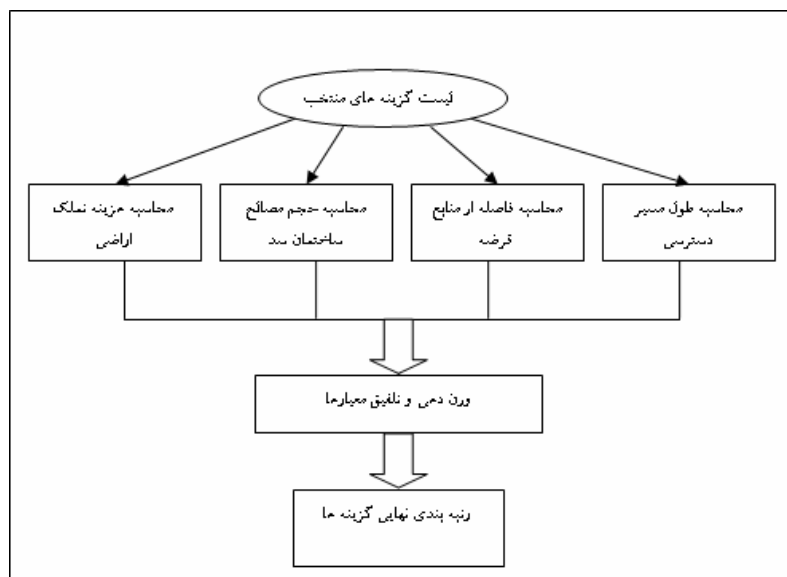 لیست گزینه های منتخب
محاسبه طول مسیر
دسترسی
محاسبه فاصله از منابع
قرضه
محاسبه حجم مصالح
ساختمان سد
محاسبه هزینه تملک
اراضی
وزن دهی و تلفیق معیارها
رتبه بندی نهایی گزینه ها